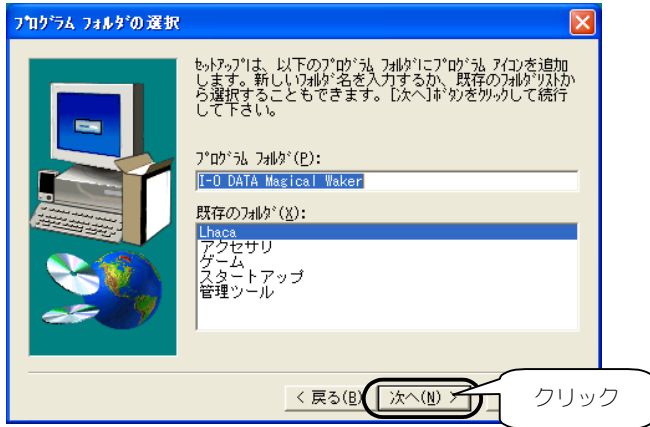 ﾌﾟﾛｸﾞﾗﾑ ﾌｫﾙﾀﾞの選択
ｾｯﾄｱｯﾌﾟは、以下のﾌﾟﾛｸﾞﾗﾑ ﾌｫﾙﾀﾞにﾌﾟﾛｸﾞﾗﾑ ｱｲｺﾝを追加
します。新しいﾌｫﾙﾀﾞ名を入力するか、既存のﾌｫﾙﾀﾞﾘｽﾄか
ら選択することもできます。[次へ]ﾎﾞﾀﾝをｸﾘｯｸして続行
して下さい。
ﾌﾟﾛｸﾞﾗﾑ ﾌｫﾙﾀﾞ(P):
I-O DATA Magical Waker
既存のﾌｫﾙﾀﾞ(X):
Lhaca
アクセサリ
ゲーム
スタートアップ
管理ツール
< 戻る(B) 次へ(N) > クリック